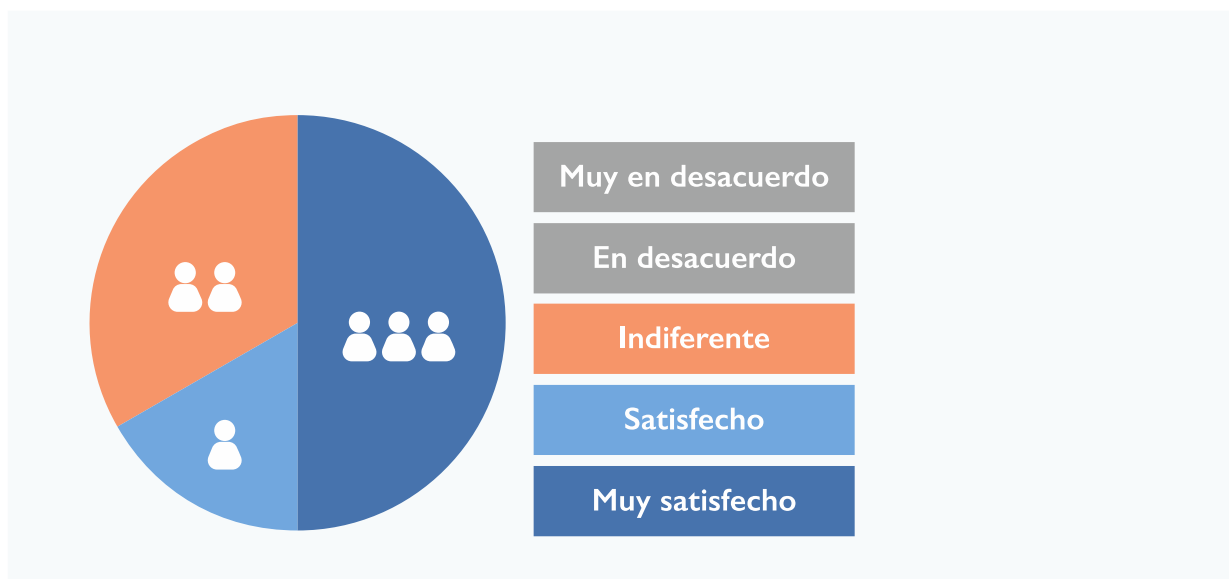 Muy en desacuerdo
En desacuerdo
Indiferente
Satisfecho
Muy satisfecho